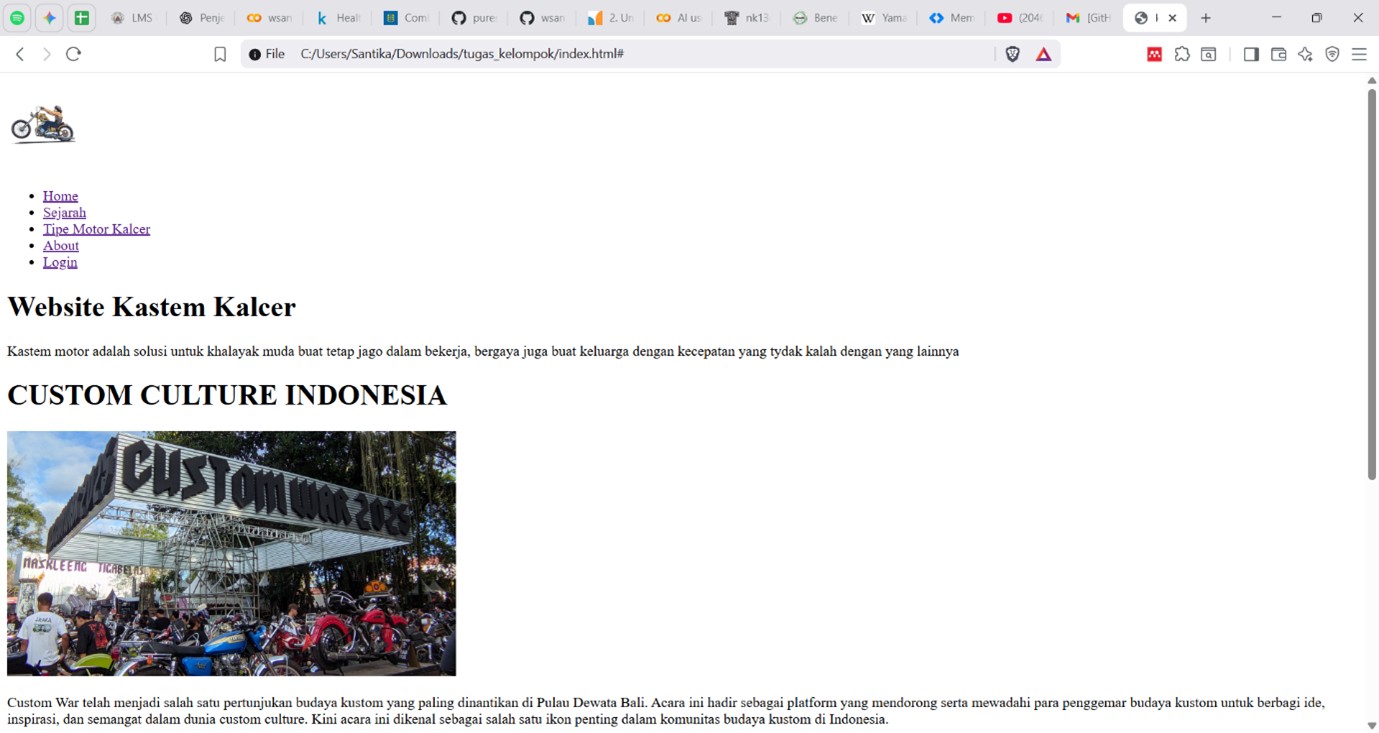 LMS
Penje
wsan
Healt
Coml
pure:
wsan
2. Un
AI us
nk13
Bene
W Yama
Mem
(204
[GitH
File C:/Users/Santika/Downloads/tugas_kelompok/index.html#
Home
Sejarah
Tipe Motor Kalcer
About
Login
Website Kastem Kalcer
Kastem motor adalah solusi untuk khalayak muda buat tetap jago dalam bekerja, bergaya juga buat keluarga dengan kecepatan yang tydak kalah dengan yang lainnya
CUSTOM CULTURE INDONESIA
CUSTOM WAR 2025
MASKLEENG TIGABELAS
Custom War telah menjadi salah satu pertunjukan budaya kustom yang paling dinantikan di Pulau Dewata Bali. Acara ini hadir sebagai platform yang mendorong serta mewadahi para penggemar budaya kustom untuk berbagi ide,
inspirasi, dan semangat dalam dunia custom culture. Kini acara ini dikenal sebagai salah satu ikon penting dalam komunitas budaya kustom di Indonesia.